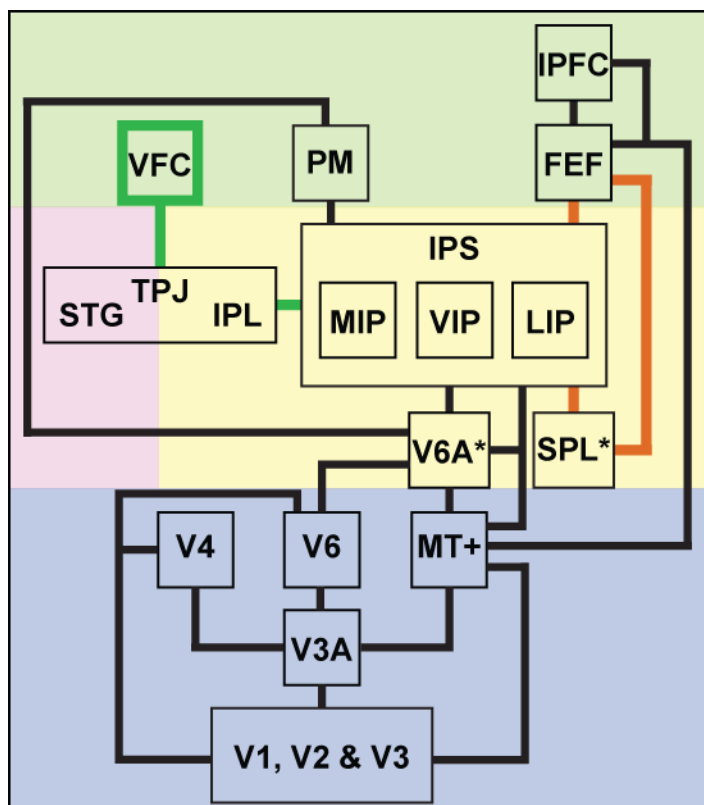 IPFC
VFC
PM
FEF
IPS
TPJ
STG
IPL
MIP
VIP
LIP
V6A*
SPL*
V4
V6
MT+
V3A
V1, V2 & V3